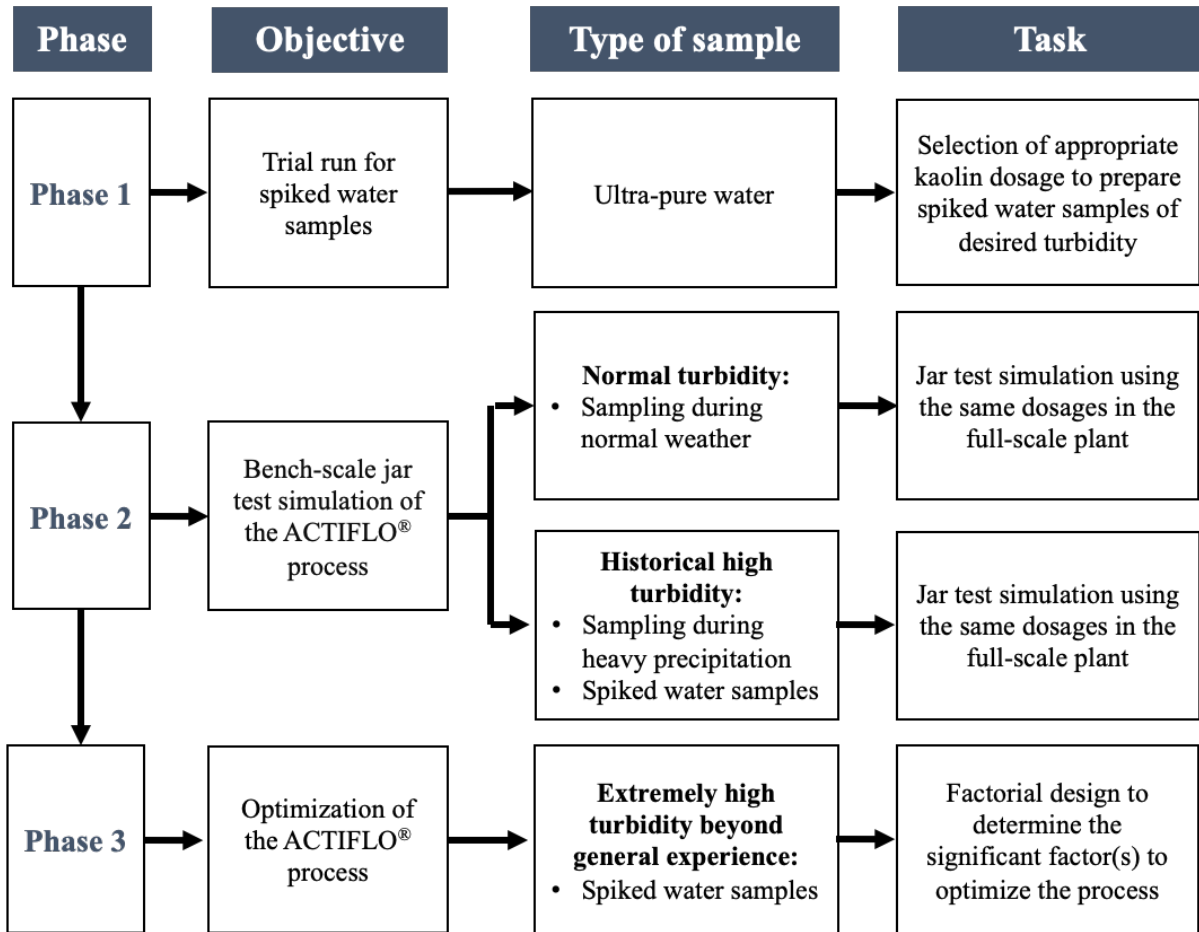 Phase
Objective
Type of sample
Task
Phase 1
Trial run for
spiked water
samples
Ultra-pure water
Selection of appropriate
kaolin dosage to prepare
spiked water samples of
desired turbidity
Phase 2
Bench-scale jar
test simulation of
the ACTIFLO®
process
Normal turbidity:
• Sampling during
normal weather
Jar test simulation using
the same dosages in the
full-scale plant
Historical high
turbidity:
• Sampling during
heavy precipitation
• Spiked water samples
Jar test simulation using
the same dosages in the
full-scale plant
Phase 3
Optimization of
the ACTIFLO®
process
Extremely high
turbidity beyond
general experience:
• Spiked water samples
Factorial design to
determine the
significant factor(s) to
optimize the process